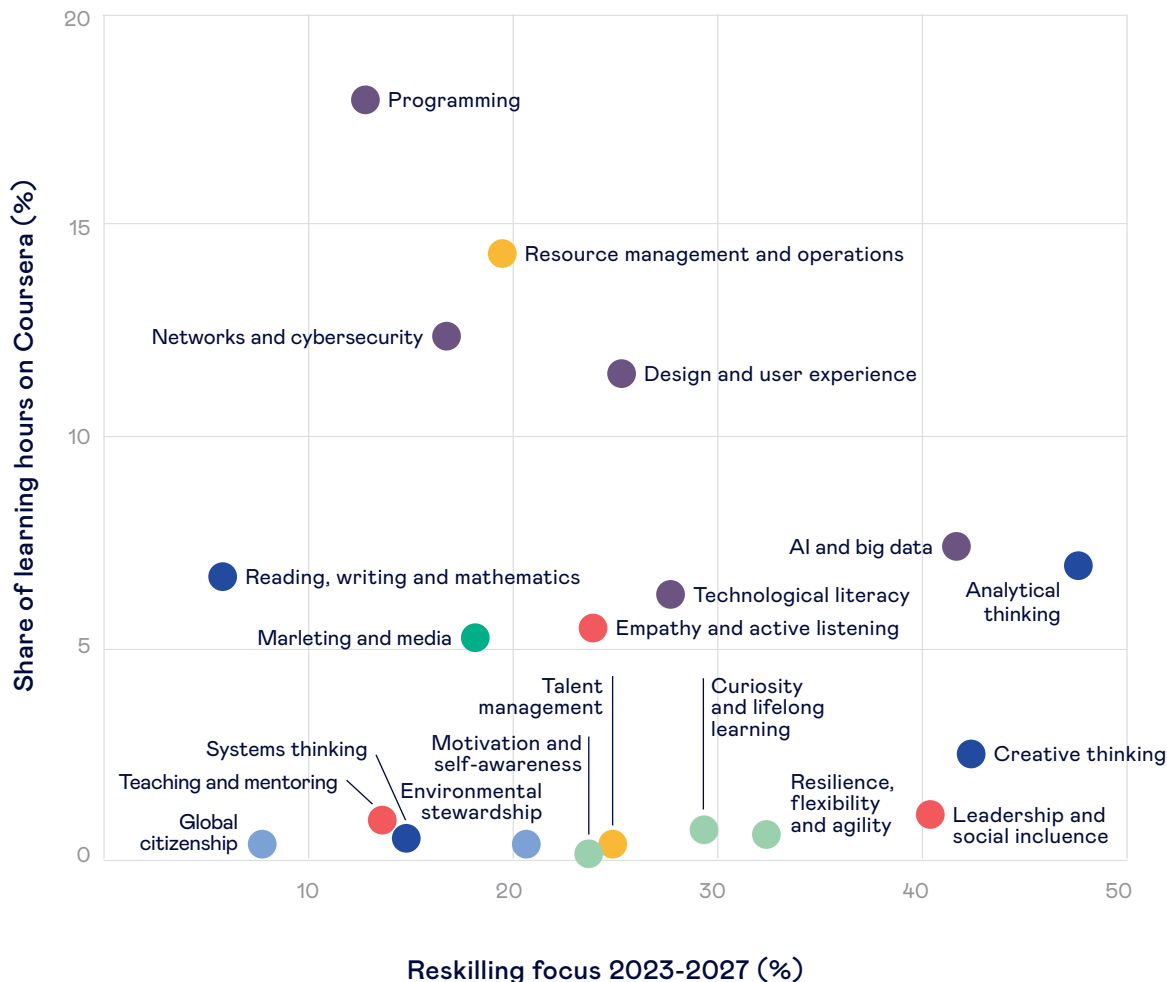 20
Programming
15
Resource management and operations
Networks and cybersecurity
Design and user experience
10
AI and big data
Reading, writing and mathematics
Analytical
thinking
Technological literacy
Empathy and active listening
Marleting and media
5
Talent
management
Curiosity
and lifelong
learning
Systems thinking
Motivation and
self-awareness
Creative thinking
Teaching and mentoring
Environmental
stewardship
Resilience,
flexibility
and agility
Global
citizenship
Leadership and
social incluence
0
10
20
30
40
50
Share of learning hours on Coursera (%)
Reskilling focus 2023-2027 (%)